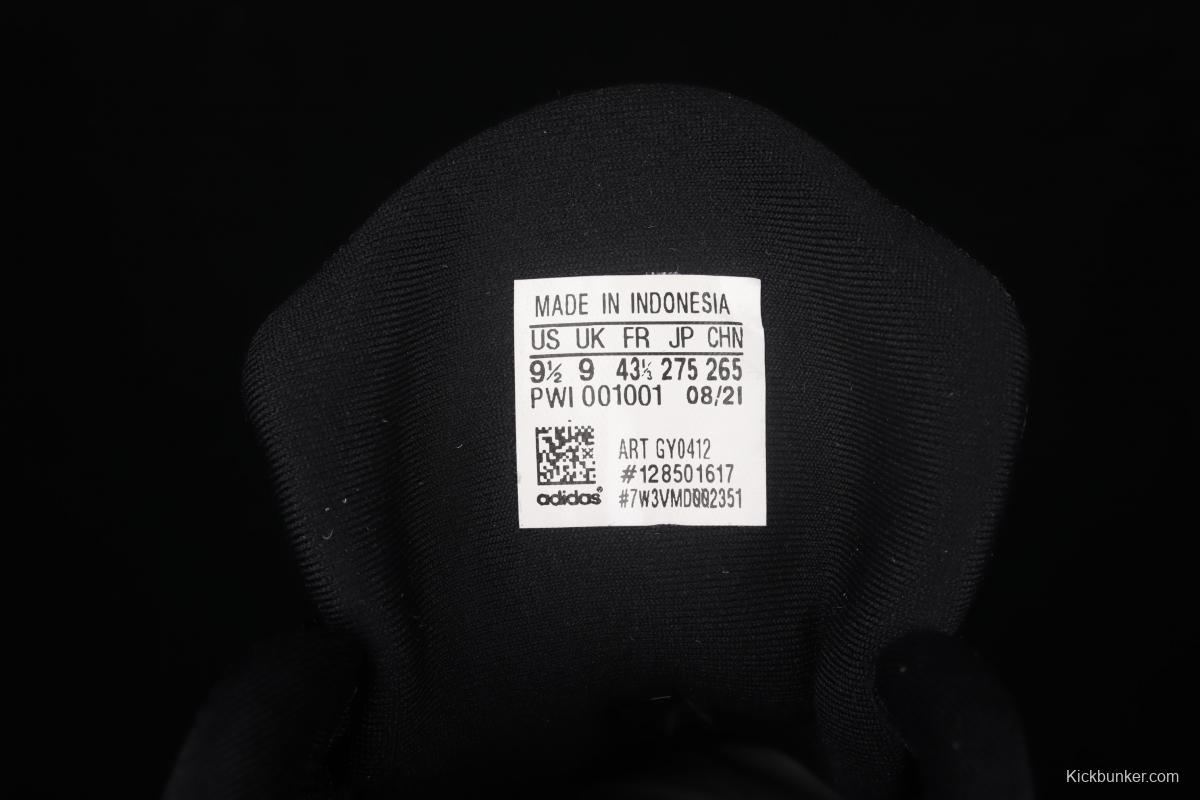 MADE IN INDONESIA
US UK FR JP CHN
9½ 9 43⅓ 275 265
PWI 001001 08/21
ART GY0412
#128501617
adidas®
#7W3VMD002351
Kickbunker.com